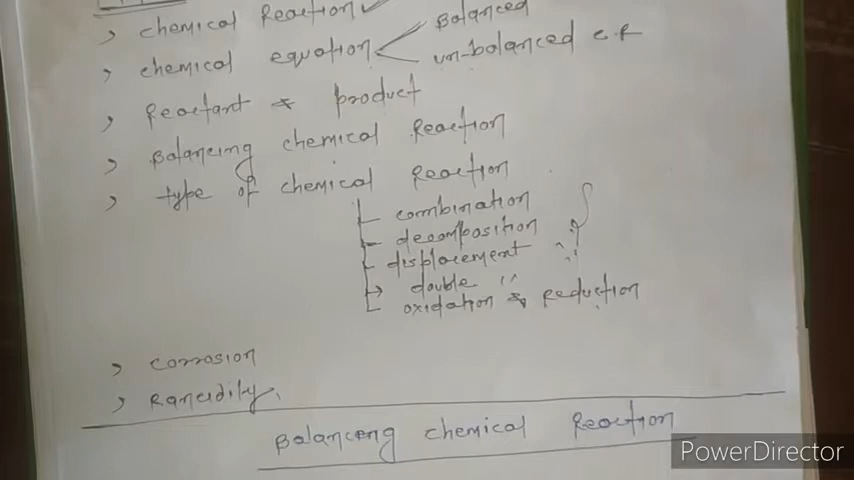 > chemical Reaction ✓
> chemical equation < Balanced
un-balanced c.R
> Reactant & product
> Balancing chemical Reaction
> type of chemical Reaction
combination
decomposition
displacement "
double "
oxidation & Reduction
> corrosion
> Rancidity.
Balanceng chemical Reaction
PowerDirector